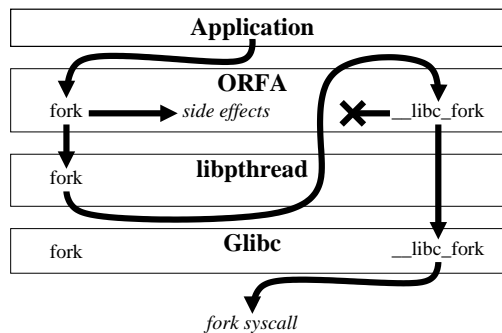 Application
ORFA
fork side effects __libc_fork
libpthread
fork
Glibc
fork __libc_fork
fork syscall